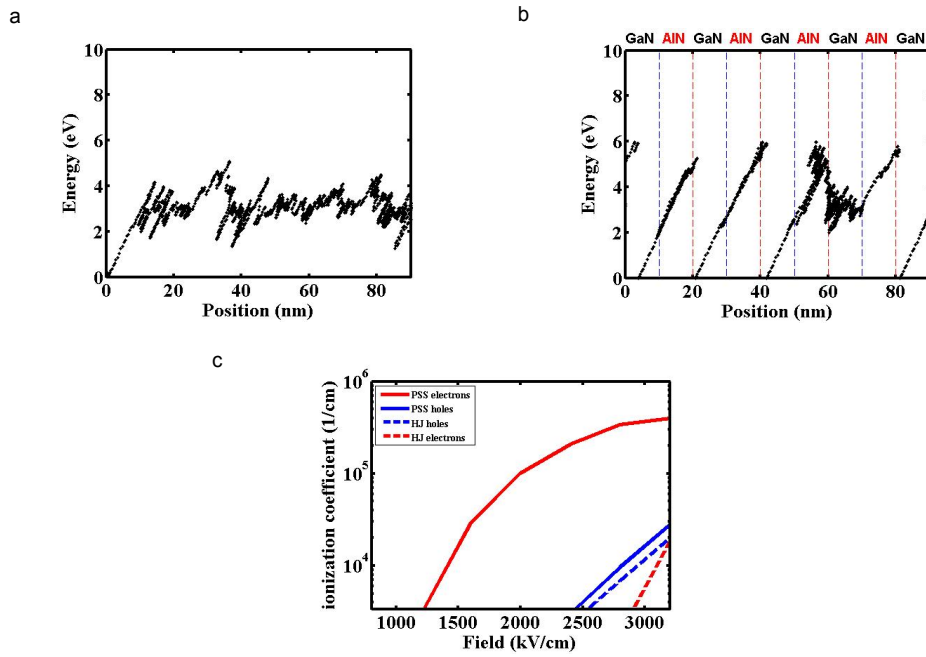 a
10
8
6
4
2
0
Energy (eV)
0 20 40 60 80
Position (nm)
b
GaN AlN GaN AlN GaN AlN GaN AlN GaN
10
8
6
4
2
0
Energy (eV)
0 20 40 60 80
Position (nm)
c
10^6
10^5
10^4
ionization coefficient (1/cm)
PSS electrons
PSS holes
HJ holes
HJ electrons
1000 1500 2000 2500 3000
Field (kV/cm)